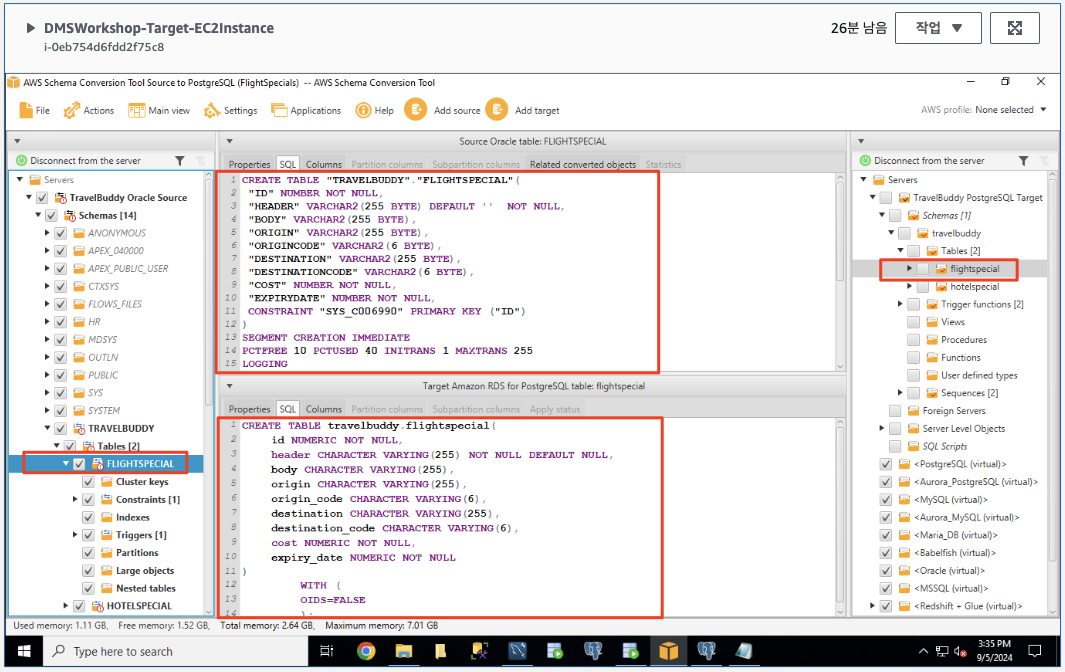 DMSWorkshop-Target-EC2Instance
i-0eb754d6fdd2f75c8
26분 남음
작업
AWS Schema Conversion Tool Source to PostgreSQL (FlightSpecials) -- AWS Schema Conversion Tool
File Actions Main view Settings Applications Help Add source Add target AWS profile: None selected
Disconnect from the server
Servers
TravelBuddy Oracle Source
Schemas [14]
ANONYMOUS
APEX_040000
APEX_PUBLIC_USER
CTXSYS
FLOWS_FILES
HR
MDSYS
OUTLN
PUBLIC
SYS
SYSTEM
TRAVELBUDDY
Tables [2]
FLIGHTSPECIAL
Cluster keys
Constraints [1]
Indexes
Triggers [1]
Partitions
Large objects
Nested tables
HOTELSPECIAL
Source Oracle table: FLIGHTSPECIAL
Properties SQL Columns Partition columns Subpartition columns Related converted objects Statistics
1 CREATE TABLE "TRAVELBUDDY"."FLIGHTSPECIAL"(
2 "ID" NUMBER NOT NULL,
3 "HEADER" VARCHAR2(255 BYTE) DEFAULT '' NOT NULL,
4 "BODY" VARCHAR2(255 BYTE),
5 "ORIGIN" VARCHAR2(255 BYTE),
6 "ORIGINCODE" VARCHAR2(6 BYTE),
7 "DESTINATION" VARCHAR2(255 BYTE),
8 "DESTINATIONCODE" VARCHAR2(6 BYTE),
9 "COST" NUMBER NOT NULL,
10 "EXPIRYDATE" NUMBER NOT NULL,
11 CONSTRAINT "SYS_C006990" PRIMARY KEY ("ID")
12 )
13 SEGMENT CREATION IMMEDIATE
14 PCTFREE 10 PCTUSED 40 INITRANS 1 MAXTRANS 255
15 LOGGING
Target Amazon RDS for PostgreSQL table: flightspecial
Properties SQL Columns Partition columns Subpartition columns Apply status
1 CREATE TABLE travelbuddy.flightspecial(
2 id NUMERIC NOT NULL,
3 header CHARACTER VARYING(255) NOT NULL DEFAULT NULL,
4 body CHARACTER VARYING(255),
5 origin CHARACTER VARYING(255),
6 origin_code CHARACTER VARYING(6),
7 destination CHARACTER VARYING(255),
8 destination_code CHARACTER VARYING(6),
9 cost NUMERIC NOT NULL,
10 expiry_date NUMERIC NOT NULL
11 )
12 WITH (
13 OIDS=FALSE
14 );
Disconnect from the server
Servers
TravelBuddy PostgreSQL Target
Schemas [1]
travelbuddy
Tables [2]
flightspecial
hotelspecial
Trigger functions [2]
Views
Procedures
Functions
User defined types
Sequences [2]
Foreign Servers
Server Level Objects
SQL Scripts
<PostgreSQL (virtual)>
<Aurora_PostgreSQL (virtual)>
<MySQL (virtual)>
<Aurora_MySQL (virtual)>
<Maria_DB (virtual)>
<Babelfish (virtual)>
<Oracle (virtual)>
<MSSQL (virtual)>
<Redshift + Glue (virtual)>
Used memory: 1.11 GB, Free memory: 1.52 GB, Total memory: 2.64 GB, Maximum memory: 7.01 GB
Type here to search
3:35 PM
9/5/2024